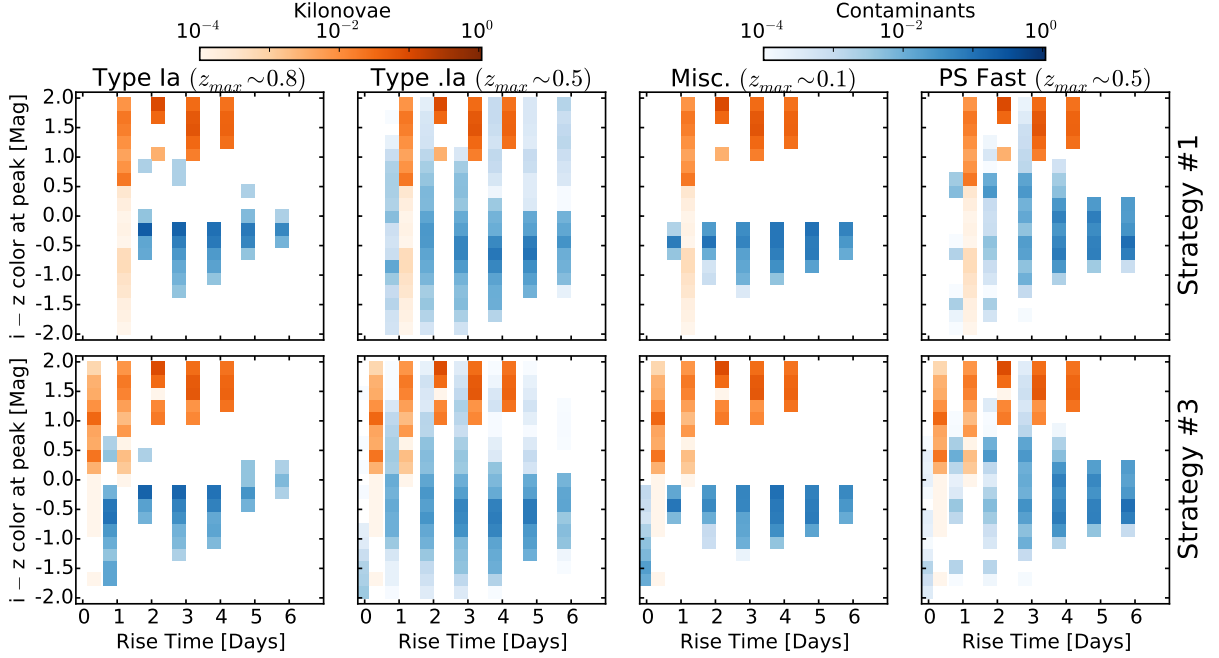 Kilonovae
Contaminants
10⁻⁴ 10⁻² 10⁰
10⁻⁴ 10⁻² 10⁰
Type Ia (z_max ~0.8)
Type .Ia (z_max ~0.5)
Misc. (z_max ~0.1)
PS Fast (z_max ~0.5)
i − z color at peak [Mag]
2.0
1.5
1.0
0.5
0.0
-0.5
-1.0
-1.5
-2.0
Strategy #1
i − z color at peak [Mag]
2.0
1.5
1.0
0.5
0.0
-0.5
-1.0
-1.5
-2.0
Strategy #3
0 1 2 3 4 5 6
0 1 2 3 4 5 6
0 1 2 3 4 5 6
0 1 2 3 4 5 6
Rise Time [Days]
Rise Time [Days]
Rise Time [Days]
Rise Time [Days]